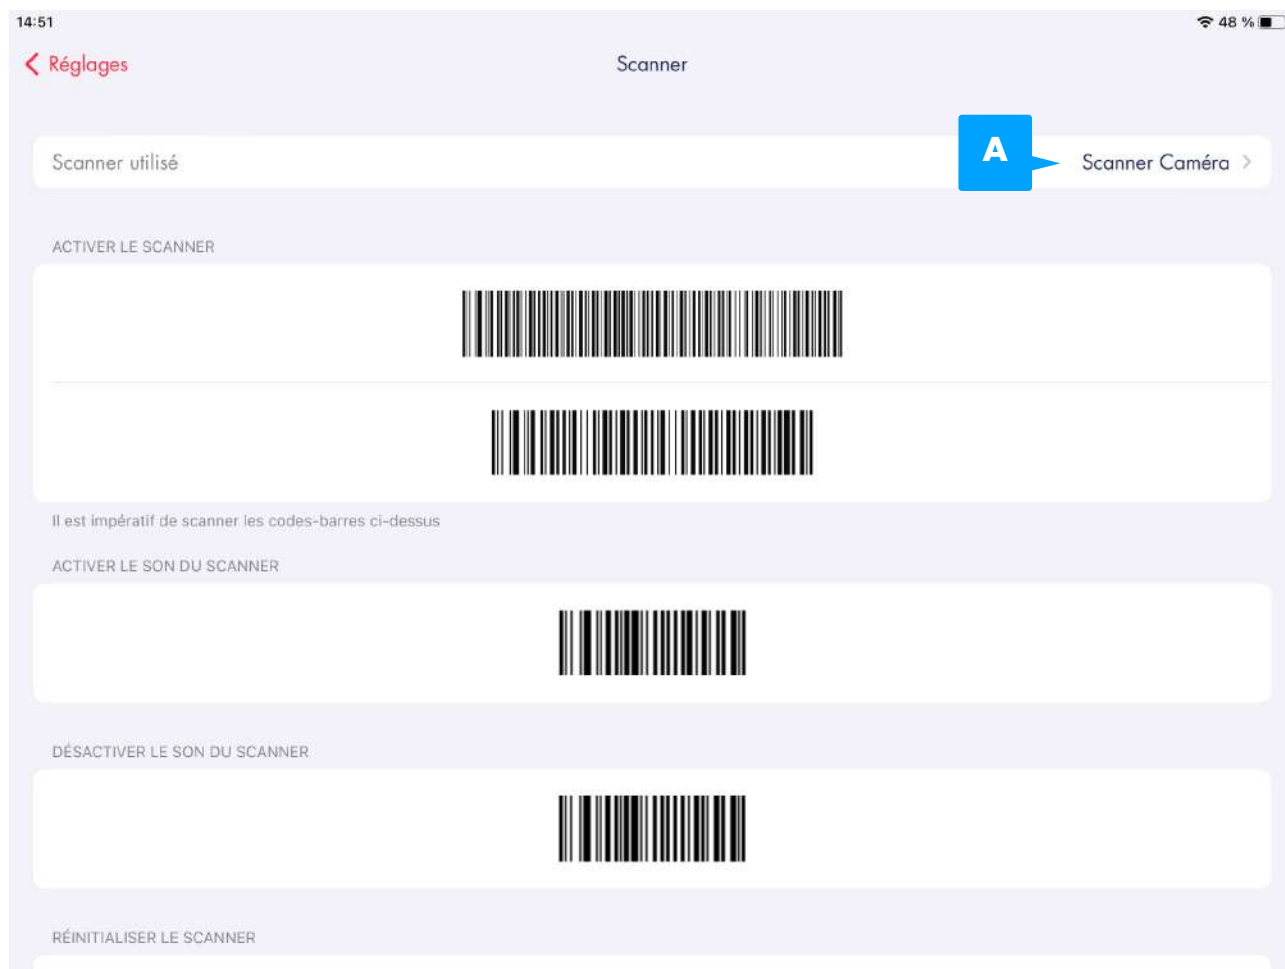 14:51 48 %
Réglages Scanner
A
Scanner utilisé Scanner Caméra
ACTIVER LE SCANNER
Il est impératif de scanner les codes-barres ci-dessus
ACTIVER LE SON DU SCANNER
DÉSACTIVER LE SON DU SCANNER
RÉINITIALISER LE SCANNER